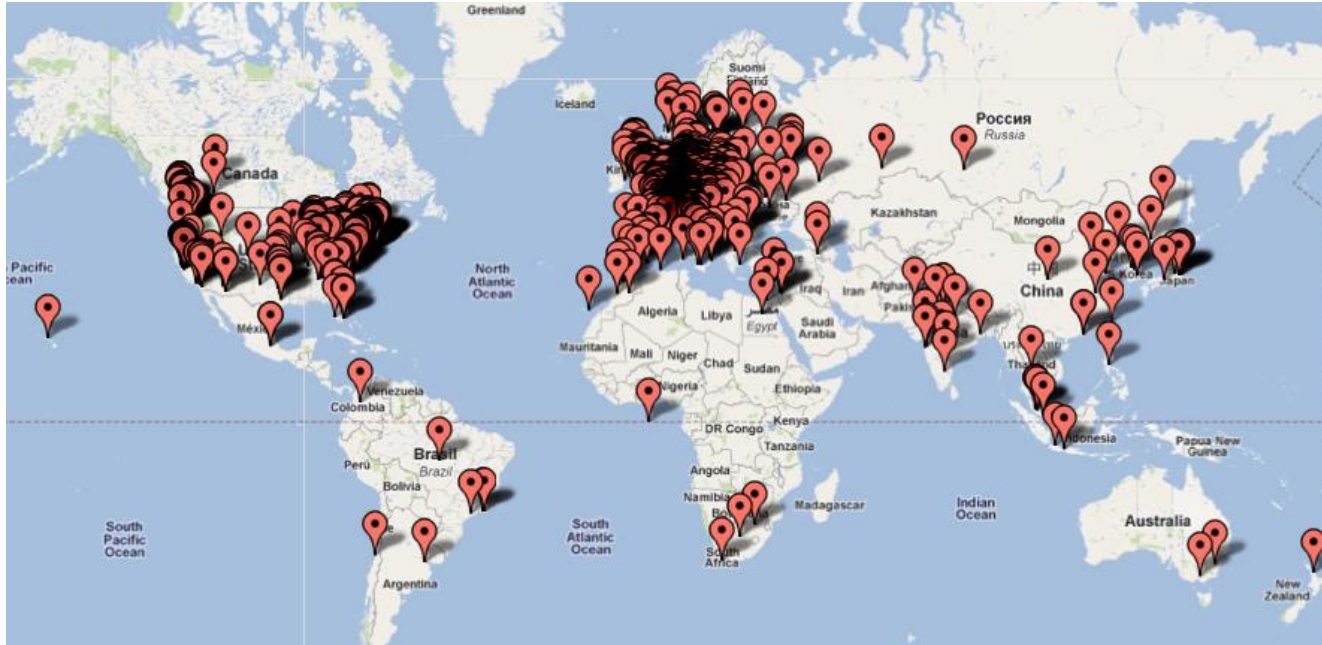 Greenland
Iceland
Suomi
Finland
Россия
Russia
Canada
Kazakhstan
Mongolia
North
Atlantic
Ocean
Pacific
México
Algeria
Libya
Egypt
Iraq
Iran
Saudi
Arabia
China
Korea
Japan
Mauritania
Mali
Niger
Chad
Sudan
Nigeria
Ethiopia
Venezuela
Colombia
DR Congo
Kenya
Tanzania
Papua New
Guinea
Brasil
Brazil
Perú
Bolivia
Angola
Namibia
Madagascar
Indian
Ocean
Australia
South
Pacific
Ocean
South
Atlantic
Ocean
South
Africa
Argentina
New
Zealand